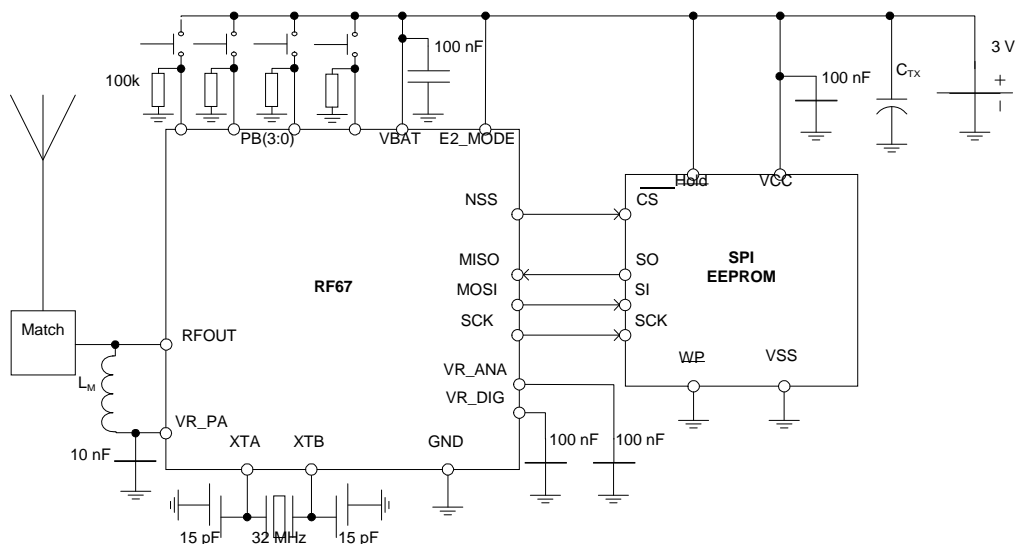 3 V
100 nF
C_TX
100 nF
100k
PB(3:0)
VBAT
E2_MODE
Hold
VCC
NSS
CS
MISO
SO
SPI
EEPROM
RF67
MOSI
SI
SCK
SCK
Match
RFOUT
WP
VSS
VR_ANA
L_M
VR_DIG
VR_PA
XTA
XTB
GND
100 nF
100 nF
10 nF
15 pF
32 MHz
15 pF